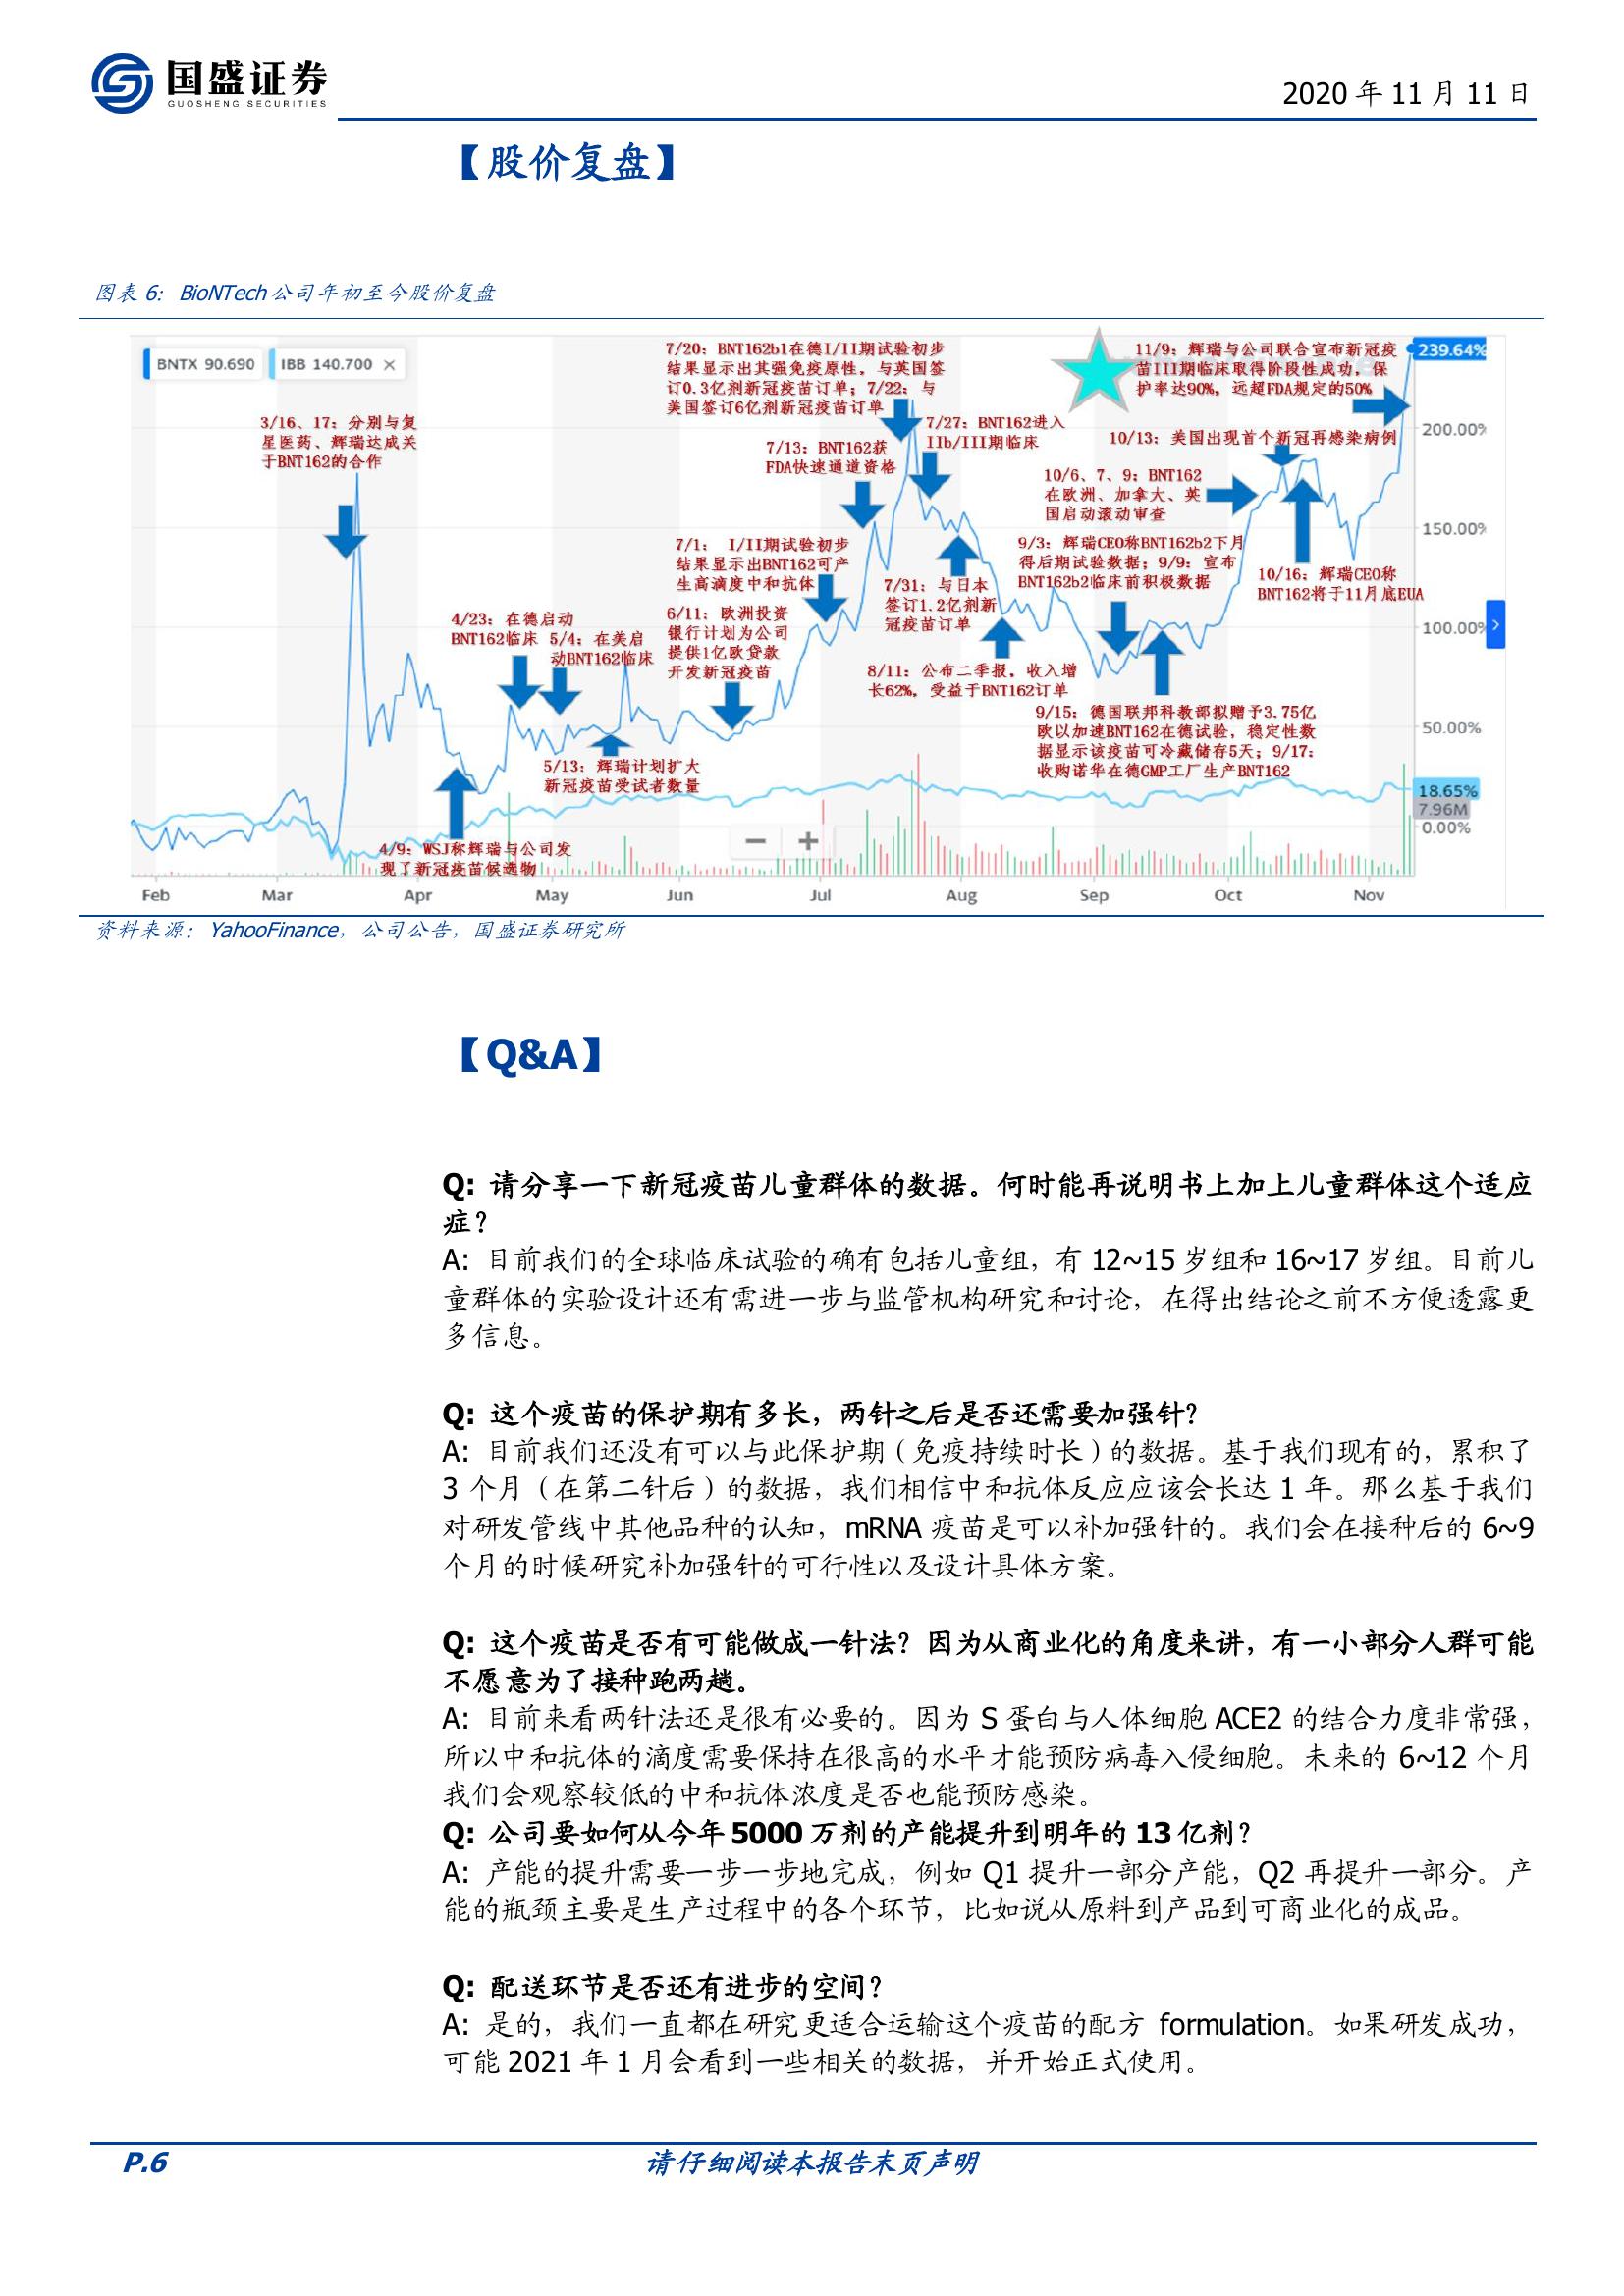 国盛证券
GUOSHENG SECURITIES
2020 年 11 月 11 日
【股价复盘】
图表 6：BioNTech 公司年初至今股价复盘
BNTX 90.690
IBB 140.700 ×
3/16、17：分别与复
星医药、辉瑞达成关
于BNT162的合作
4/9：WSJ称辉瑞与公司发
现了新冠疫苗候选物
4/23：在德启动
BNT162临床
5/4：在美启
动BNT162临床
5/13：辉瑞计划扩大
新冠疫苗受试者数量
6/11：欧洲投资
银行计划为公司
提供1亿欧贷款
开发新冠疫苗
7/1： I/II期试验初步
结果显示出BNT162可产
生高滴度中和抗体
7/13：BNT162获
FDA快速通道资格
7/20：BNT162b1在德I/II期试验初步
结果显示出其强免疫原性，与英国签
订0.3亿剂新冠疫苗订单；7/22：与
美国签订6亿剂新冠疫苗订单
7/27：BNT162进入
IIb/III期临床
7/31：与日本
签订1.2亿剂新
冠疫苗订单
8/11：公布二季报，收入增
长62%，受益于BNT162订单
9/3：辉瑞CEO称BNT162b2下月
得后期试验数据；9/9：宣布
BNT162b2临床前积极数据
9/15：德国联邦科教部拟赠予3.75亿
欧以加速BNT162在德试验，稳定性数
据显示该疫苗可冷藏储存5天；9/17：
收购诺华在德GMP工厂生产BNT162
10/6、7、9：BNT162
在欧洲、加拿大、英
国启动滚动审查
10/13：美国出现首个新冠再感染病例
10/16：辉瑞CEO称
BNT162将于11月底EUA
11/9：辉瑞与公司联合宣布新冠疫
苗III期临床取得阶段性成功，保
护率达90%，远超FDA规定的50%
239.64%
200.00%
150.00%
100.00%
50.00%
18.65%
7.96M
0.00%
Feb Mar Apr May Jun Jul Aug Sep Oct Nov
资料来源：YahooFinance，公司公告，国盛证券研究所
【Q&A】
Q: 请分享一下新冠疫苗儿童群体的数据。何时能再说明书上加上儿童群体这个适应
症？
A: 目前我们的全球临床试验的确有包括儿童组，有 12~15 岁组和 16~17 岁组。目前儿
童群体的实验设计还有需进一步与监管机构研究和讨论，在得出结论之前不方便透露更
多信息。
Q: 这个疫苗的保护期有多长，两针之后是否还需要加强针？
A: 目前我们还没有可以与此保护期（免疫持续时长）的数据。基于我们现有的，累积了
3 个月（在第二针后）的数据，我们相信中和抗体反应应该会长达 1 年。那么基于我们
对研发管线中其他品种的认知，mRNA 疫苗是可以补加强针的。我们会在接种后的 6~9
个月的时候研究补加强针的可行性以及设计具体方案。
Q: 这个疫苗是否有可能做成一针法？因为从商业化的角度来讲，有一小部分人群可能
不愿意为了接种跑两趟。
A: 目前来看两针法还是很有必要的。因为 S 蛋白与人体细胞 ACE2 的结合力度非常强，
所以中和抗体的滴度需要保持在很高的水平才能预防病毒入侵细胞。未来的 6~12 个月
我们会观察较低的中和抗体浓度是否也能预防感染。
Q: 公司要如何从今年 5000 万剂的产能提升到明年的 13 亿剂？
A: 产能的提升需要一步一步地完成，例如 Q1 提升一部分产能，Q2 再提升一部分。产
能的瓶颈主要是生产过程中的各个环节，比如说从原料到产品到可商业化的成品。
Q: 配送环节是否还有进步的空间？
A: 是的，我们一直都在研究更适合运输这个疫苗的配方 formulation。如果研发成功，
可能 2021 年 1 月会看到一些相关的数据，并开始正式使用。
P.6
请仔细阅读本报告末页声明